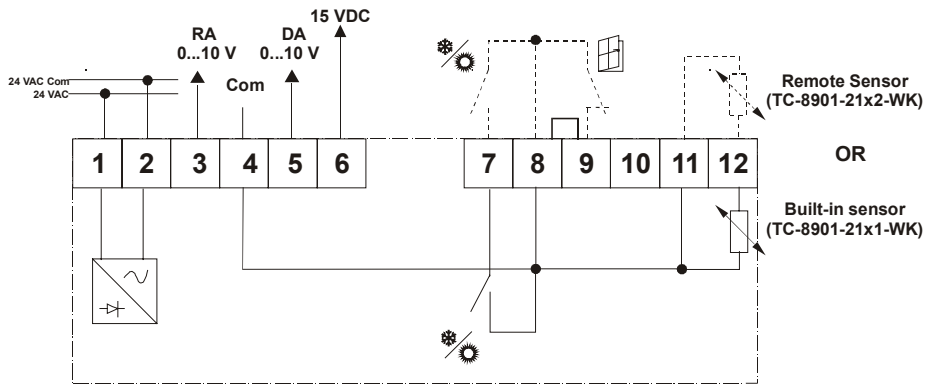 15 VDC
RA
0...10 V
DA
0...10 V
24 VAC Com
24 VAC
Com
Remote Sensor
(TC-8901-21x2-WK)
1 2 3 4 5 6 7 8 9 10 11 12
OR
Built-in sensor
(TC-8901-21x1-WK)